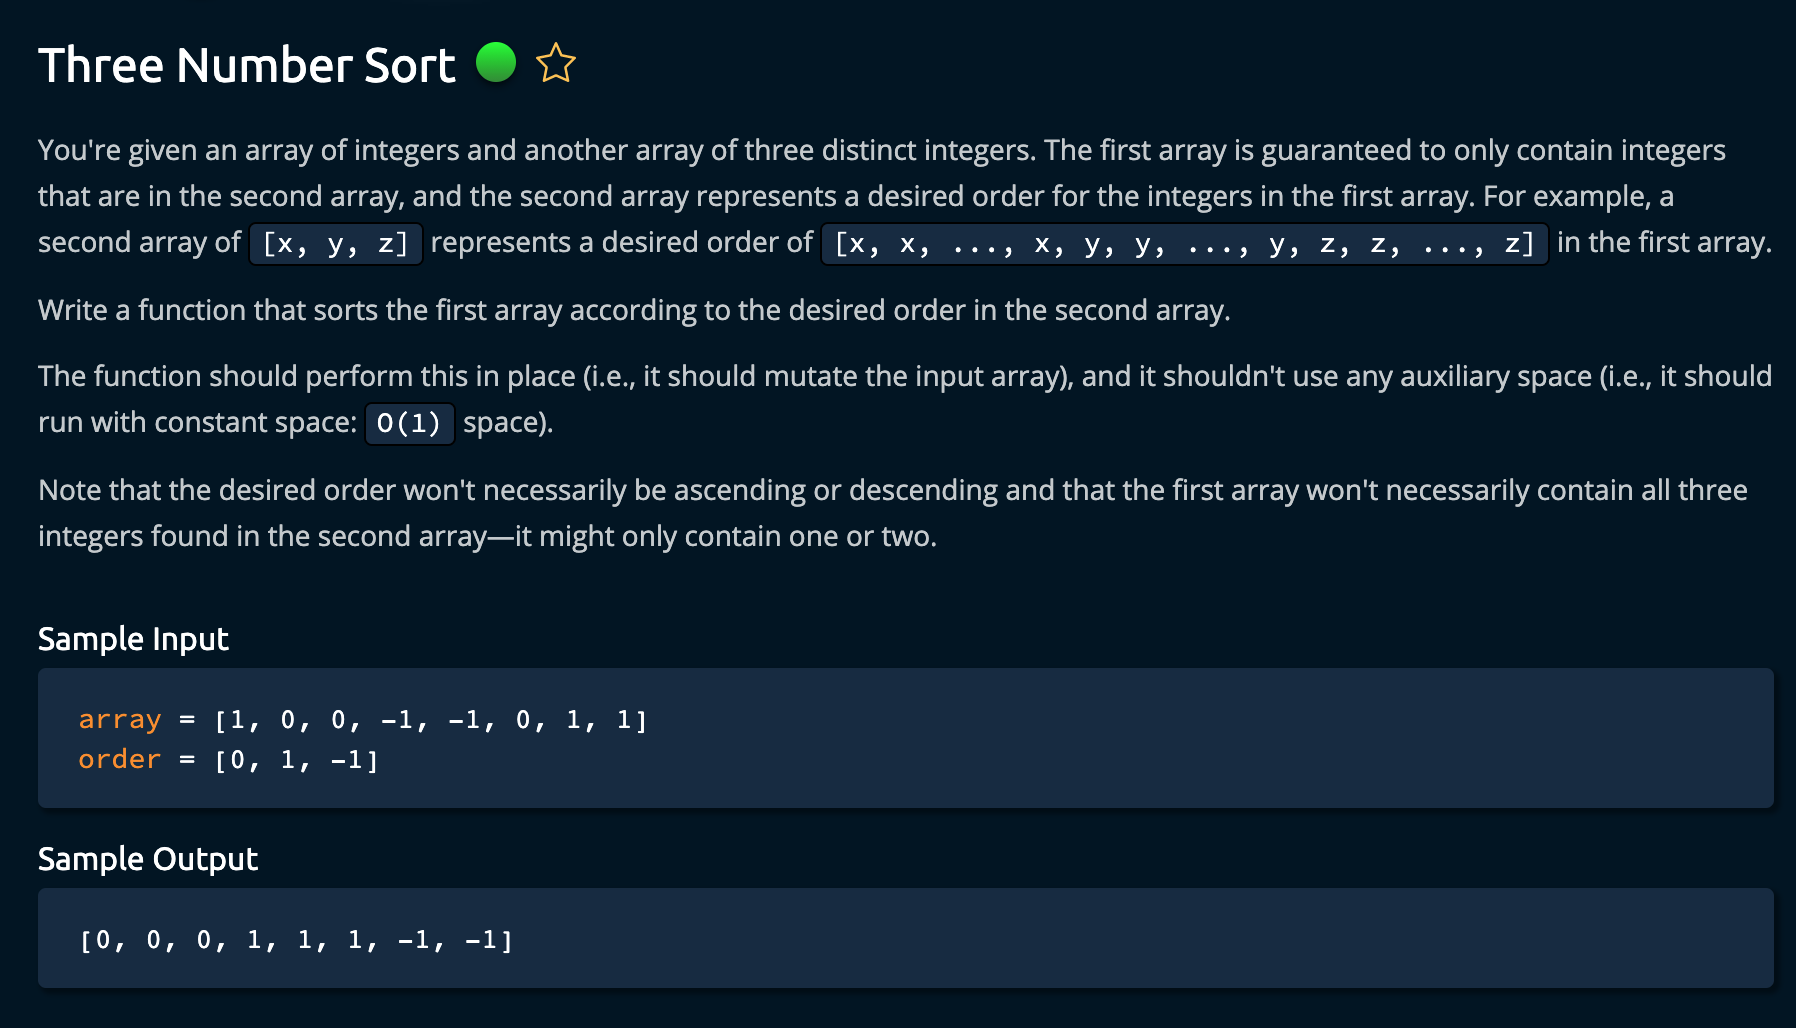 Three Number Sort
You're given an array of integers and another array of three distinct integers. The first array is guaranteed to only contain integers
that are in the second array, and the second array represents a desired order for the integers in the first array. For example, a
second array of [x, y, z] represents a desired order of [x, x, ..., x, y, y, ..., y, z, z, ..., z] in the first array.
Write a function that sorts the first array according to the desired order in the second array.
The function should perform this in place (i.e., it should mutate the input array), and it shouldn't use any auxiliary space (i.e., it should
run with constant space: O(1) space).
Note that the desired order won't necessarily be ascending or descending and that the first array won't necessarily contain all three
integers found in the second array—it might only contain one or two.
Sample Input
array = [1, 0, 0, -1, -1, 0, 1, 1]
order = [0, 1, -1]
Sample Output
[0, 0, 0, 1, 1, 1, -1, -1]